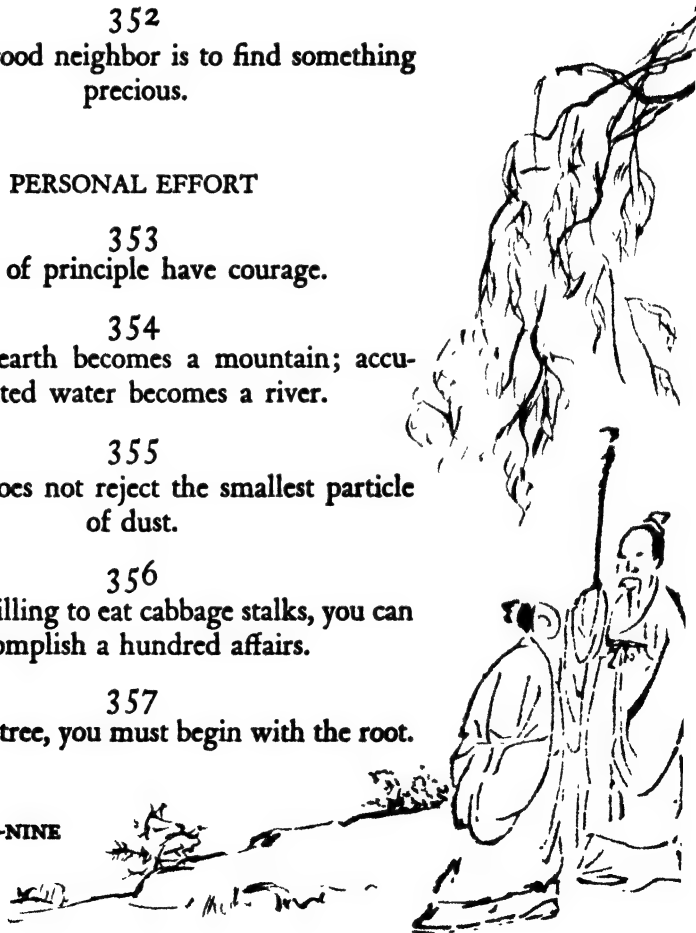 352
ood neighbor is to find something
precious.
PERSONAL EFFORT
353
of principle have courage.
354
earth becomes a mountain; accu-
ted water becomes a river.
355
oes not reject the smallest particle
of dust.
356
illing to eat cabbage stalks, you can
omplish a hundred affairs.
357
tree, you must begin with the root.
-NINE